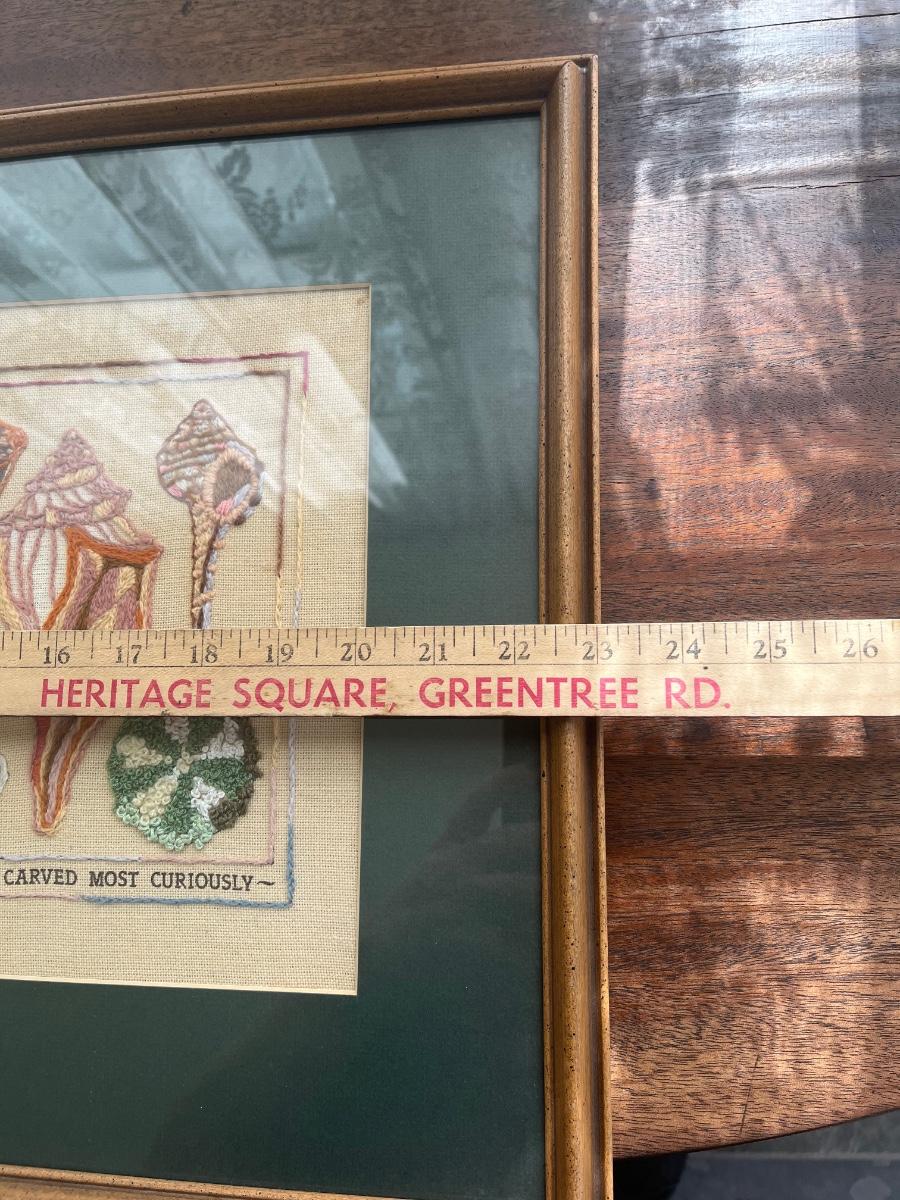 16 17 18 19 20 21 22 23 24 25 26
HERITAGE SQUARE, GREENTREE RD.
CARVED MOST CURIOUSLY~